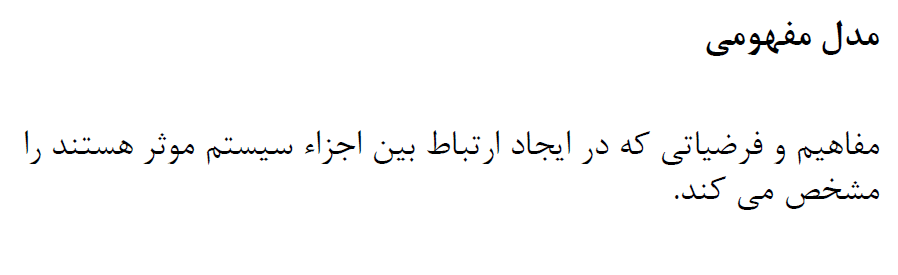 مدل مفهومی
مفاهیم و فرضیاتی که در ایجاد ارتباط بین اجزاء سیستم موثر هستند را
مشخص می کند.